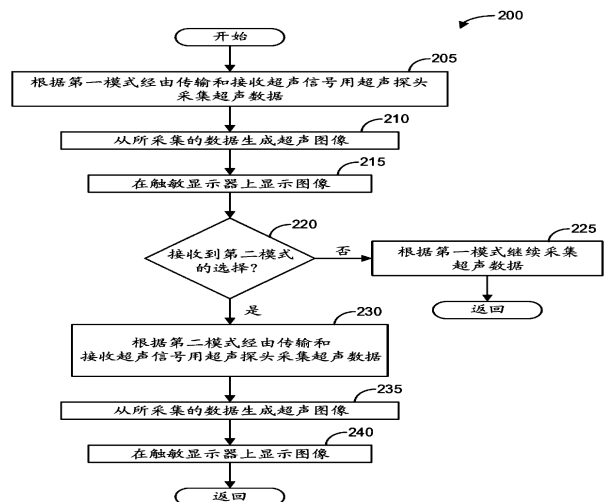 200
开始
205
根据第一模式经由传输和接收超声信号用超声探头
采集超声数据
210
从所采集的数据生成超声图像
215
在触敏显示器上显示图像
220
接收到第二模式
的选择?
否
225
根据第一模式继续采集
超声数据
返回
是
230
根据第二模式经由传输和
接收超声信号用超声探头采集超声数据
235
从所采集的数据生成超声图像
240
在触敏显示器上显示图像
返回